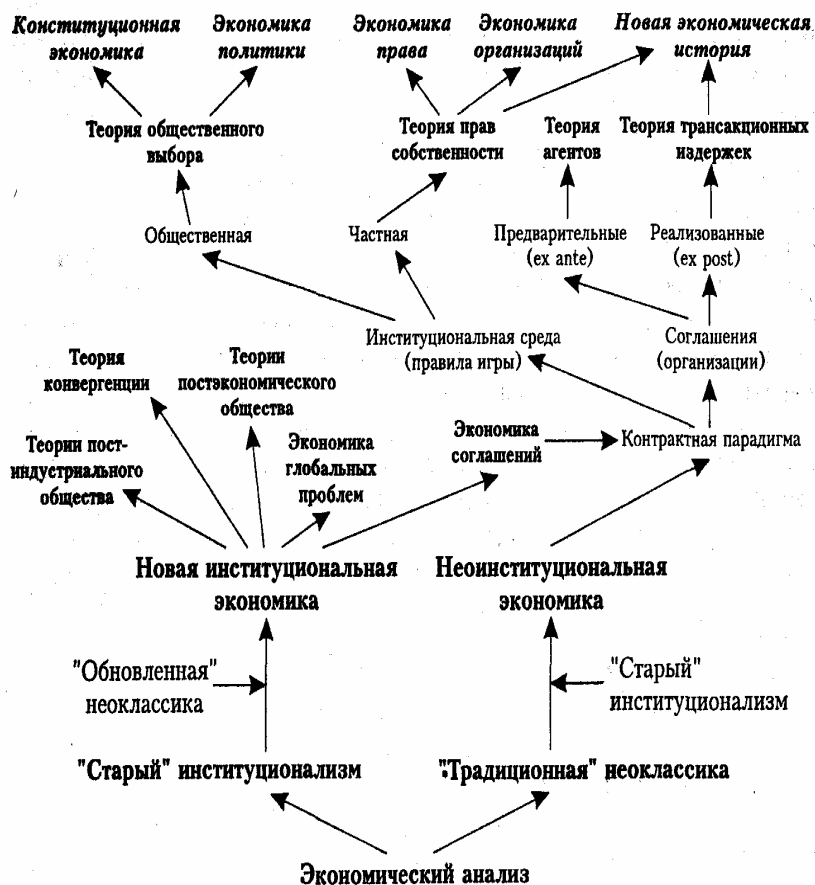 Конституционная
экономика
Экономика
политики
Экономика
права
Экономика
организаций
Новая экономическая
история
Теория общественного
выбора
Теория прав
собственности
Теория
агентов
Теория трансакционных
издержек
Общественная
Частная
Предварительные
(ex ante)
Реализованные
(ex post)
Институциональная среда
(правила игры)
Соглашения
(организации)
Теория
конвергенции
Теории
постэкономического
общества
Теории пост-
индустриального
общества
Экономика
глобальных
проблем
Экономика
соглашений
Контрактная парадигма
Новая институциональная
экономика
Неоинституциональная
экономика
"Обновленная"
неоклассика
"Старый"
институционализм
"Старый" институционализм
"Традиционная" неоклассика
Экономический анализ